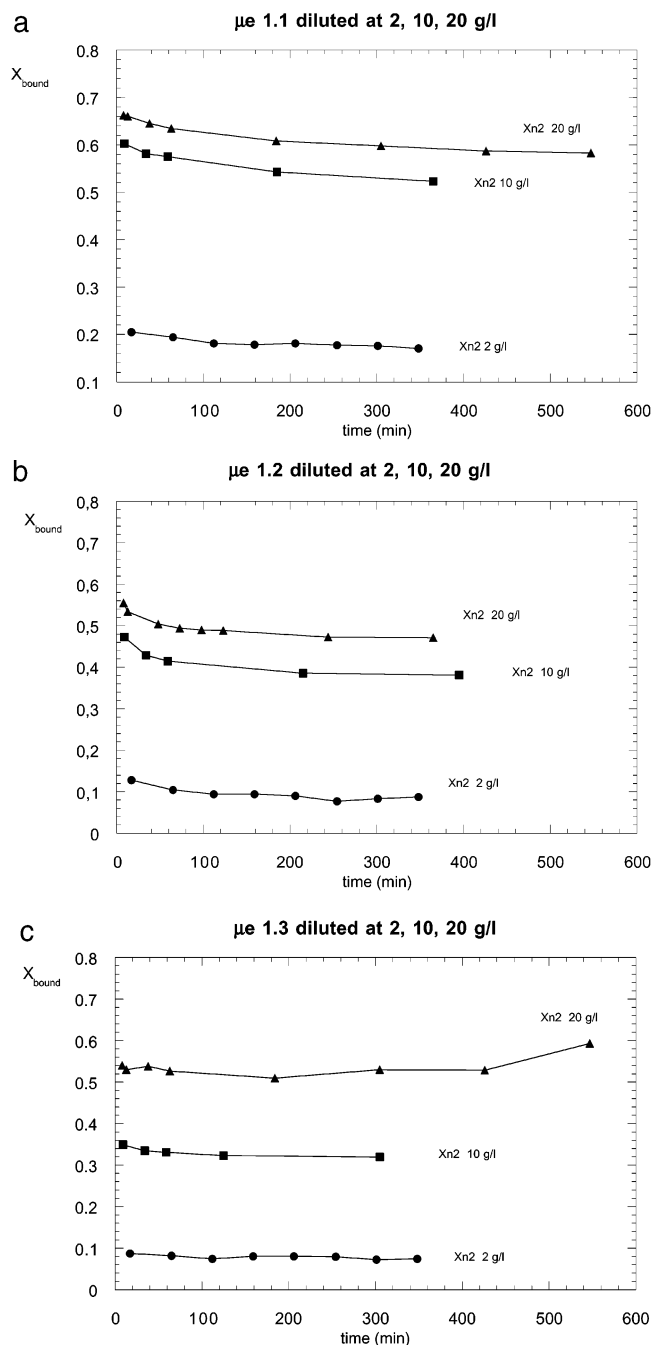 a
μe 1.1 diluted at 2, 10, 20 g/l
X bound
0.8
0.7
0.6
0.5
0.4
0.3
0.2
0.1
Xn2 20 g/l
Xn2 10 g/l
Xn2 2 g/l
0 100 200 300 400 500 600
time (min)
b
μe 1.2 diluted at 2, 10, 20 g/l
X bound
0,8
0,7
0,6
0,5
0,4
0,3
0,2
0,1
0
Xn2 20 g/l
Xn2 10 g/l
Xn2 2 g/l
0 100 200 300 400 500 600
time (min)
c
μe 1.3 diluted at 2, 10, 20 g/l
X bound
0.8
0.7
0.6
0.5
0.4
0.3
0.2
0.1
0
Xn2 20 g/l
Xn2 10 g/l
Xn2 2 g/l
0 100 200 300 400 500 600
time (min)